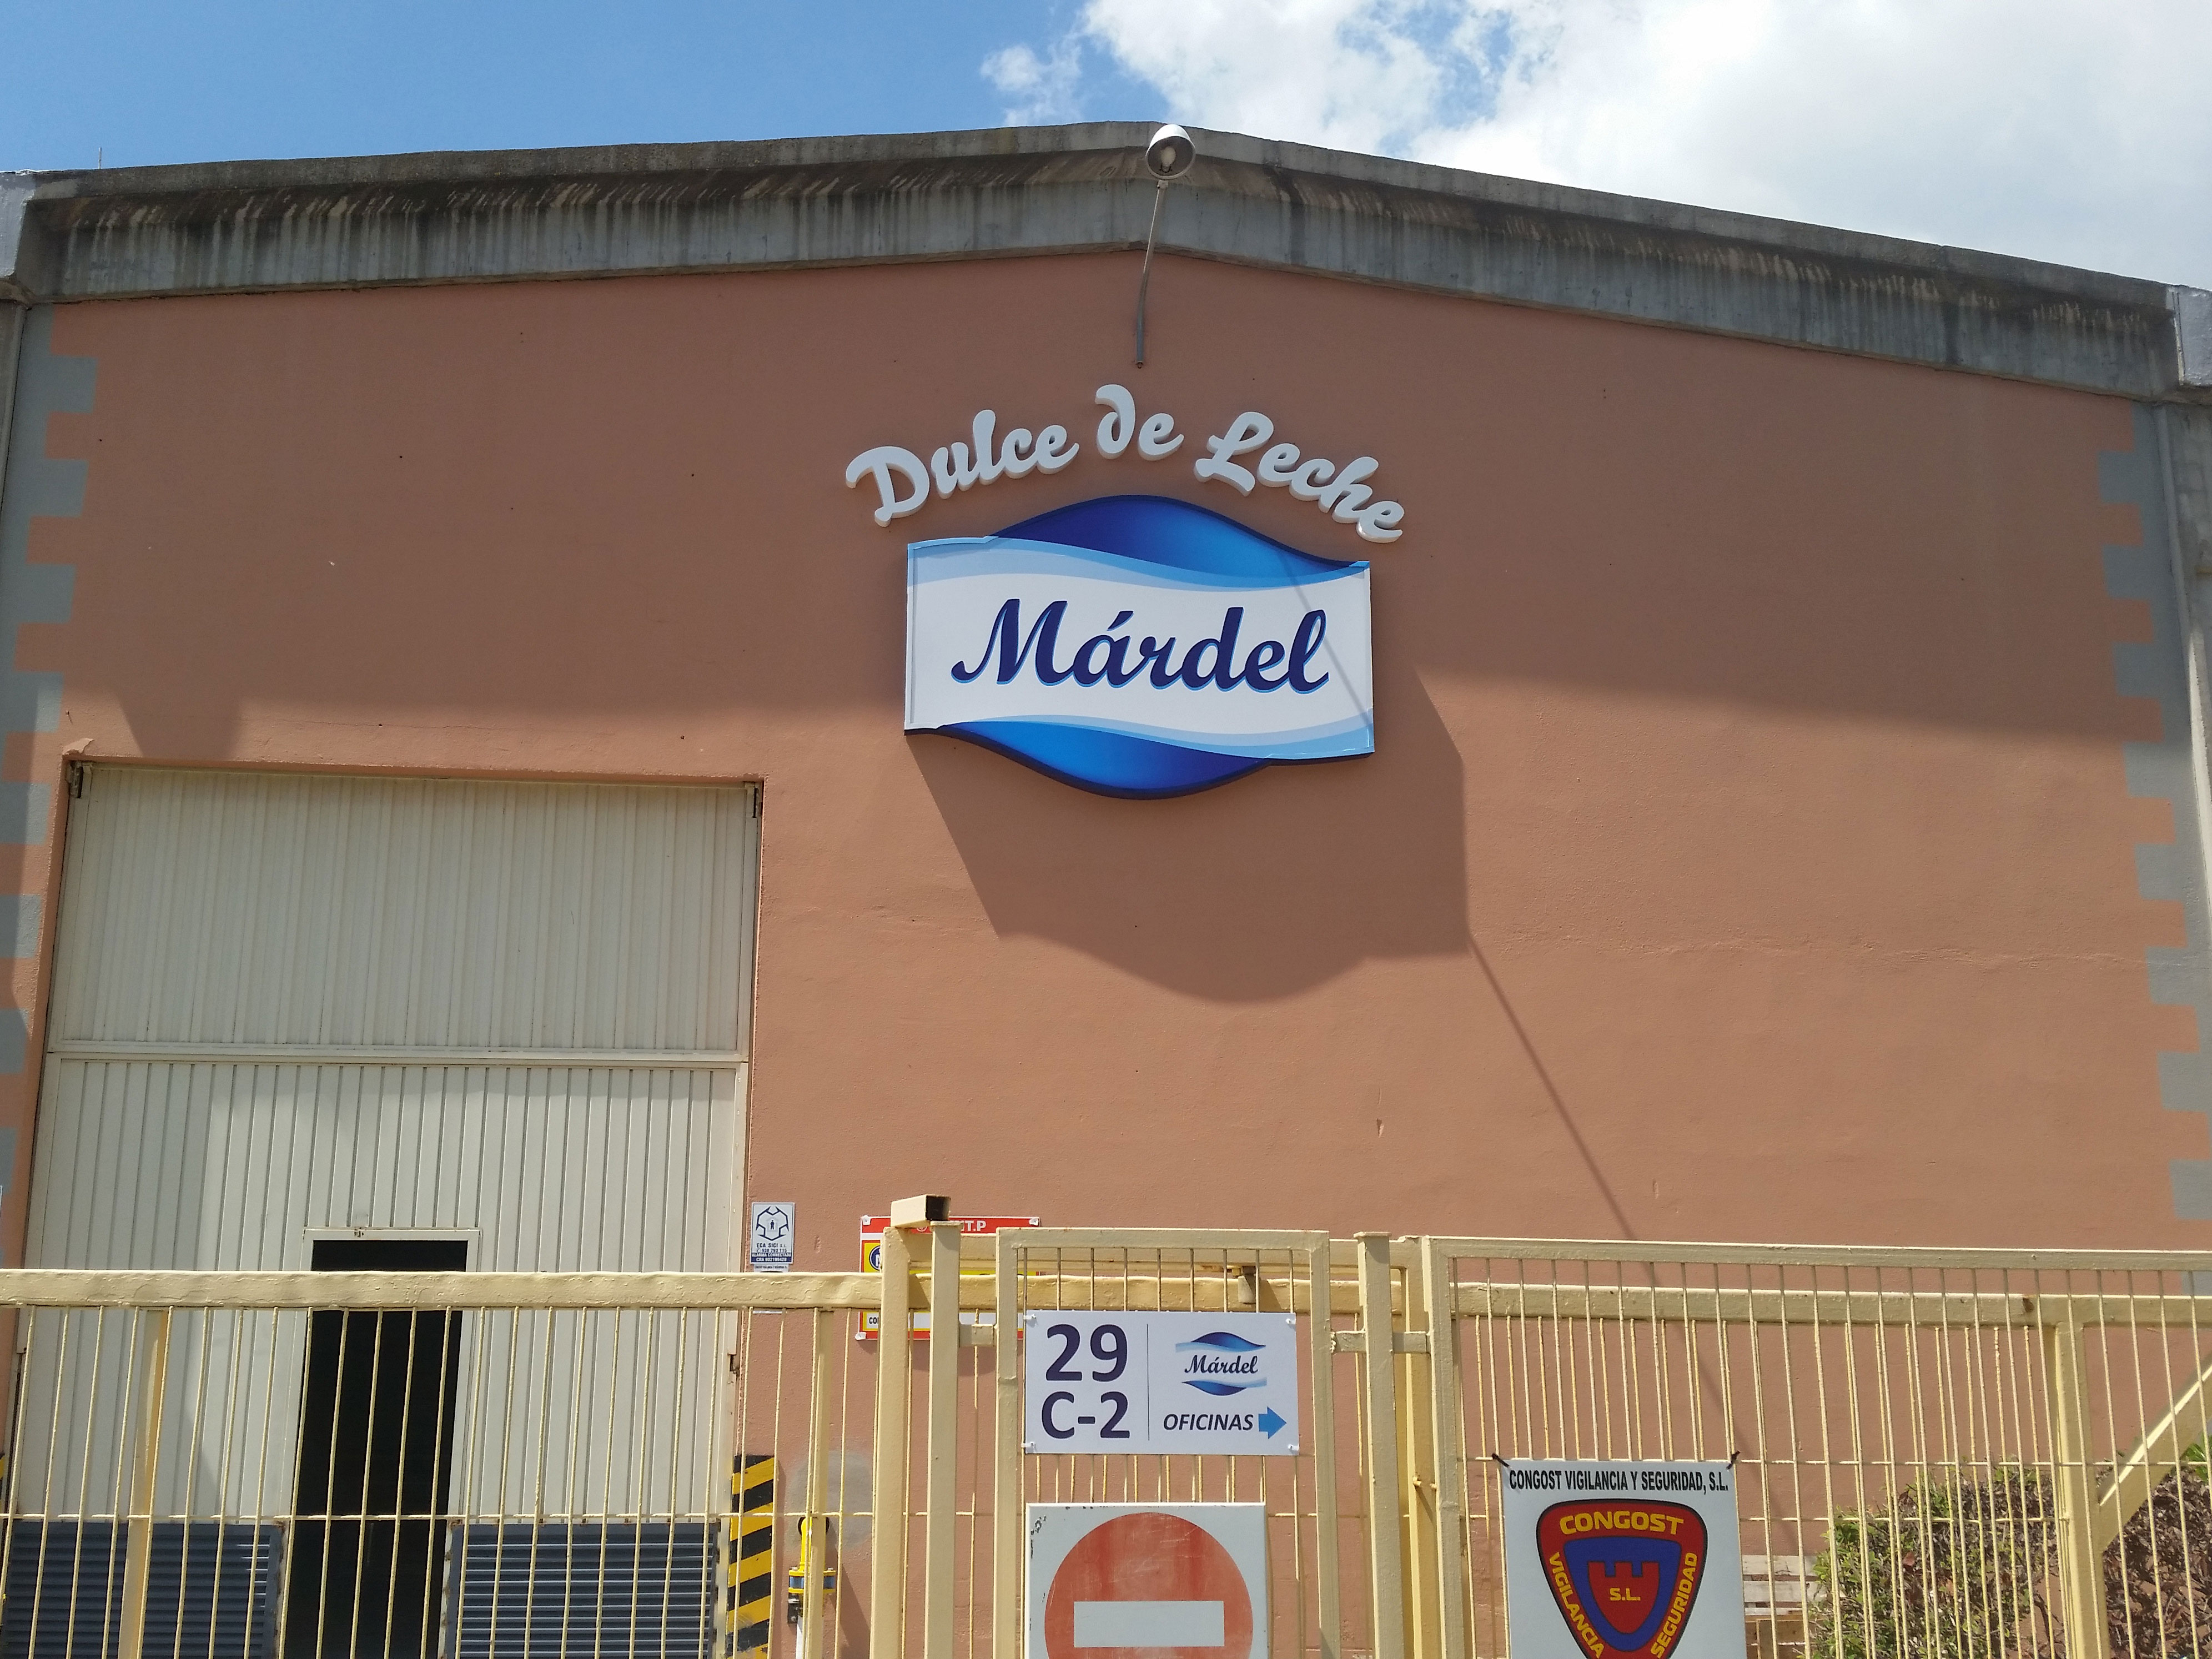 Dulce de Leche
Márdel
29
C-2
Márdel
OFICINAS
CONGOST VIGILANCIA Y SEGURIDAD, S.L.
CONGOST
VIGILANCIA
S.L.
SEGURIDAD